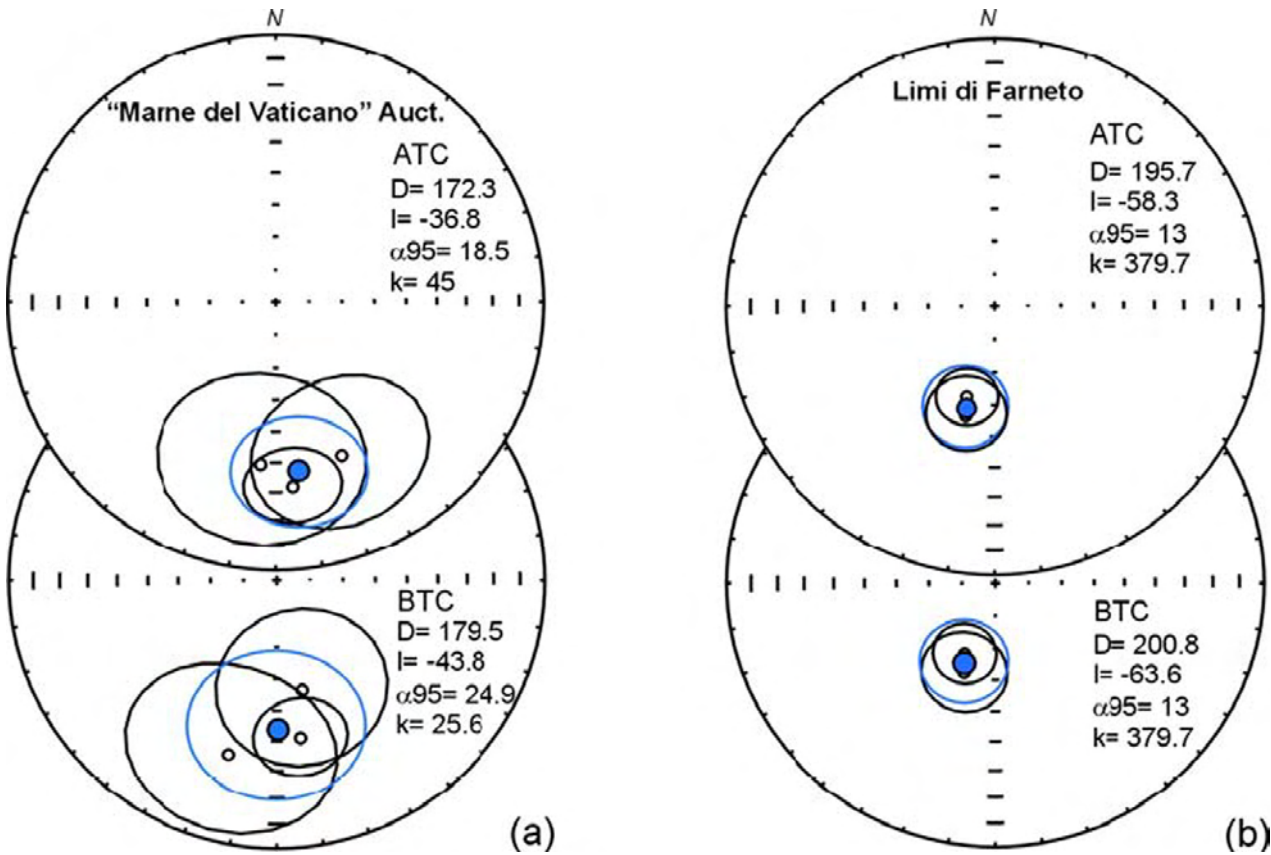 N
“Marne del Vaticano” Auct.
ATC
D= 172.3
I= -36.8
α95= 18.5
k= 45
BTC
D= 179.5
I= -43.8
α95= 24.9
k= 25.6
(a)
N
Limi di Farneto
ATC
D= 195.7
I= -58.3
α95= 13
k= 379.7
BTC
D= 200.8
I= -63.6
α95= 13
k= 379.7
(b)